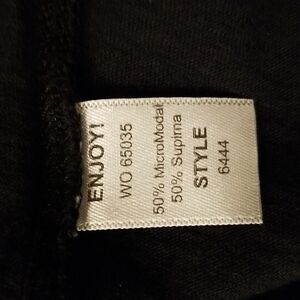 ENJOY!
WO 65035
50% MicroModal
50% Supima
STYLE
6444